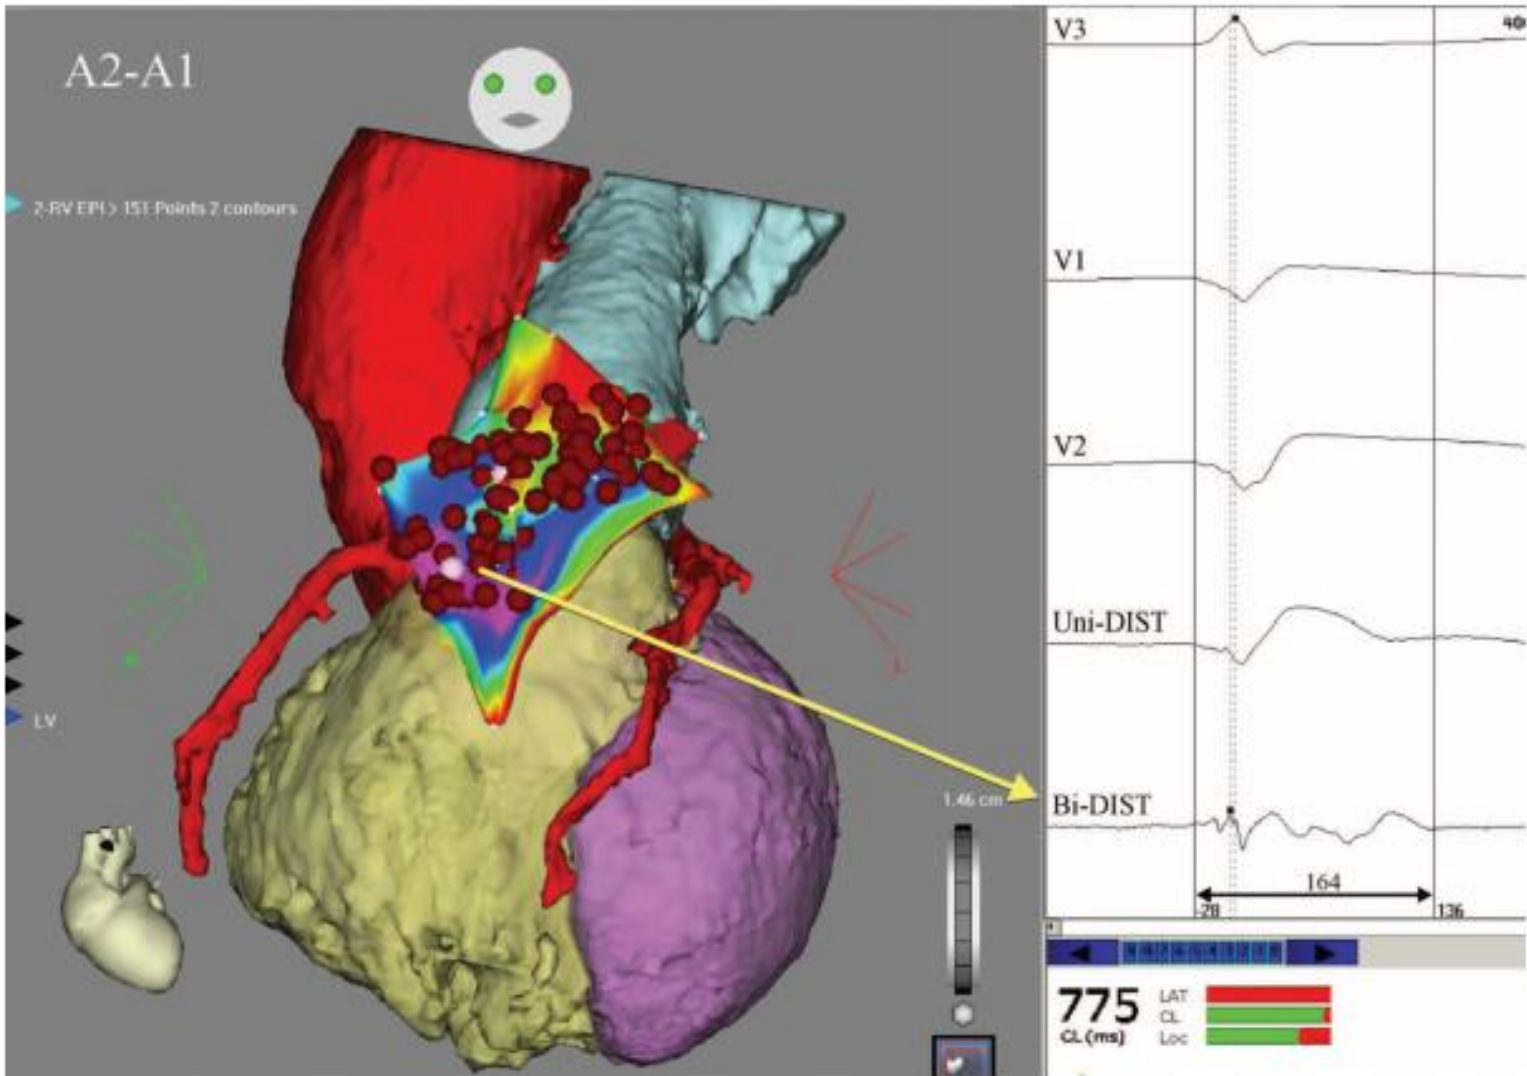 A2-A1
2-RV EPI > 151 Points 2 contours
LV
1.46 cm
V3
V1
V2
Uni-DIST
Bi-DIST
164
-28
136
775
CL (ms)
LAT
CL
Loc